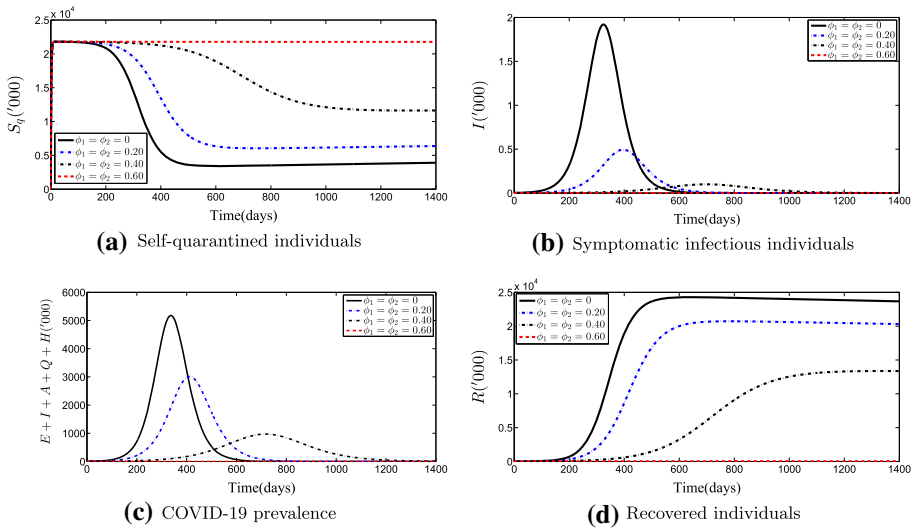 2.5 x 10⁴
2
1.5
1
0.5
0
S_q('000)
0 200 400 600 800 1000 1200 1400
Time(days)
ϕ₁ = ϕ₂ = 0
ϕ₁ = ϕ₂ = 0.20
ϕ₁ = ϕ₂ = 0.40
ϕ₁ = ϕ₂ = 0.60
(a) Self-quarantined individuals
2
1.5
1
0.5
0
I('000)
0 200 400 600 800 1000 1200 1400
Time(days)
ϕ₁ = ϕ₂ = 0
ϕ₁ = ϕ₂ = 0.20
ϕ₁ = ϕ₂ = 0.40
ϕ₁ = ϕ₂ = 0.60
(b) Symptomatic infectious individuals
6000
5000
4000
3000
2000
1000
0
E + I + A + Q + H('000)
0 200 400 600 800 1000 1200 1400
Time(days)
ϕ₁ = ϕ₂ = 0
ϕ₁ = ϕ₂ = 0.20
ϕ₁ = ϕ₂ = 0.40
ϕ₁ = ϕ₂ = 0.60
(c) COVID-19 prevalence
2.5 x 10⁴
2
1.5
1
0.5
0
R('000)
0 200 400 600 800 1000 1200 1400
Time(days)
ϕ₁ = ϕ₂ = 0
ϕ₁ = ϕ₂ = 0.20
ϕ₁ = ϕ₂ = 0.40
ϕ₁ = ϕ₂ = 0.60
(d) Recovered individuals